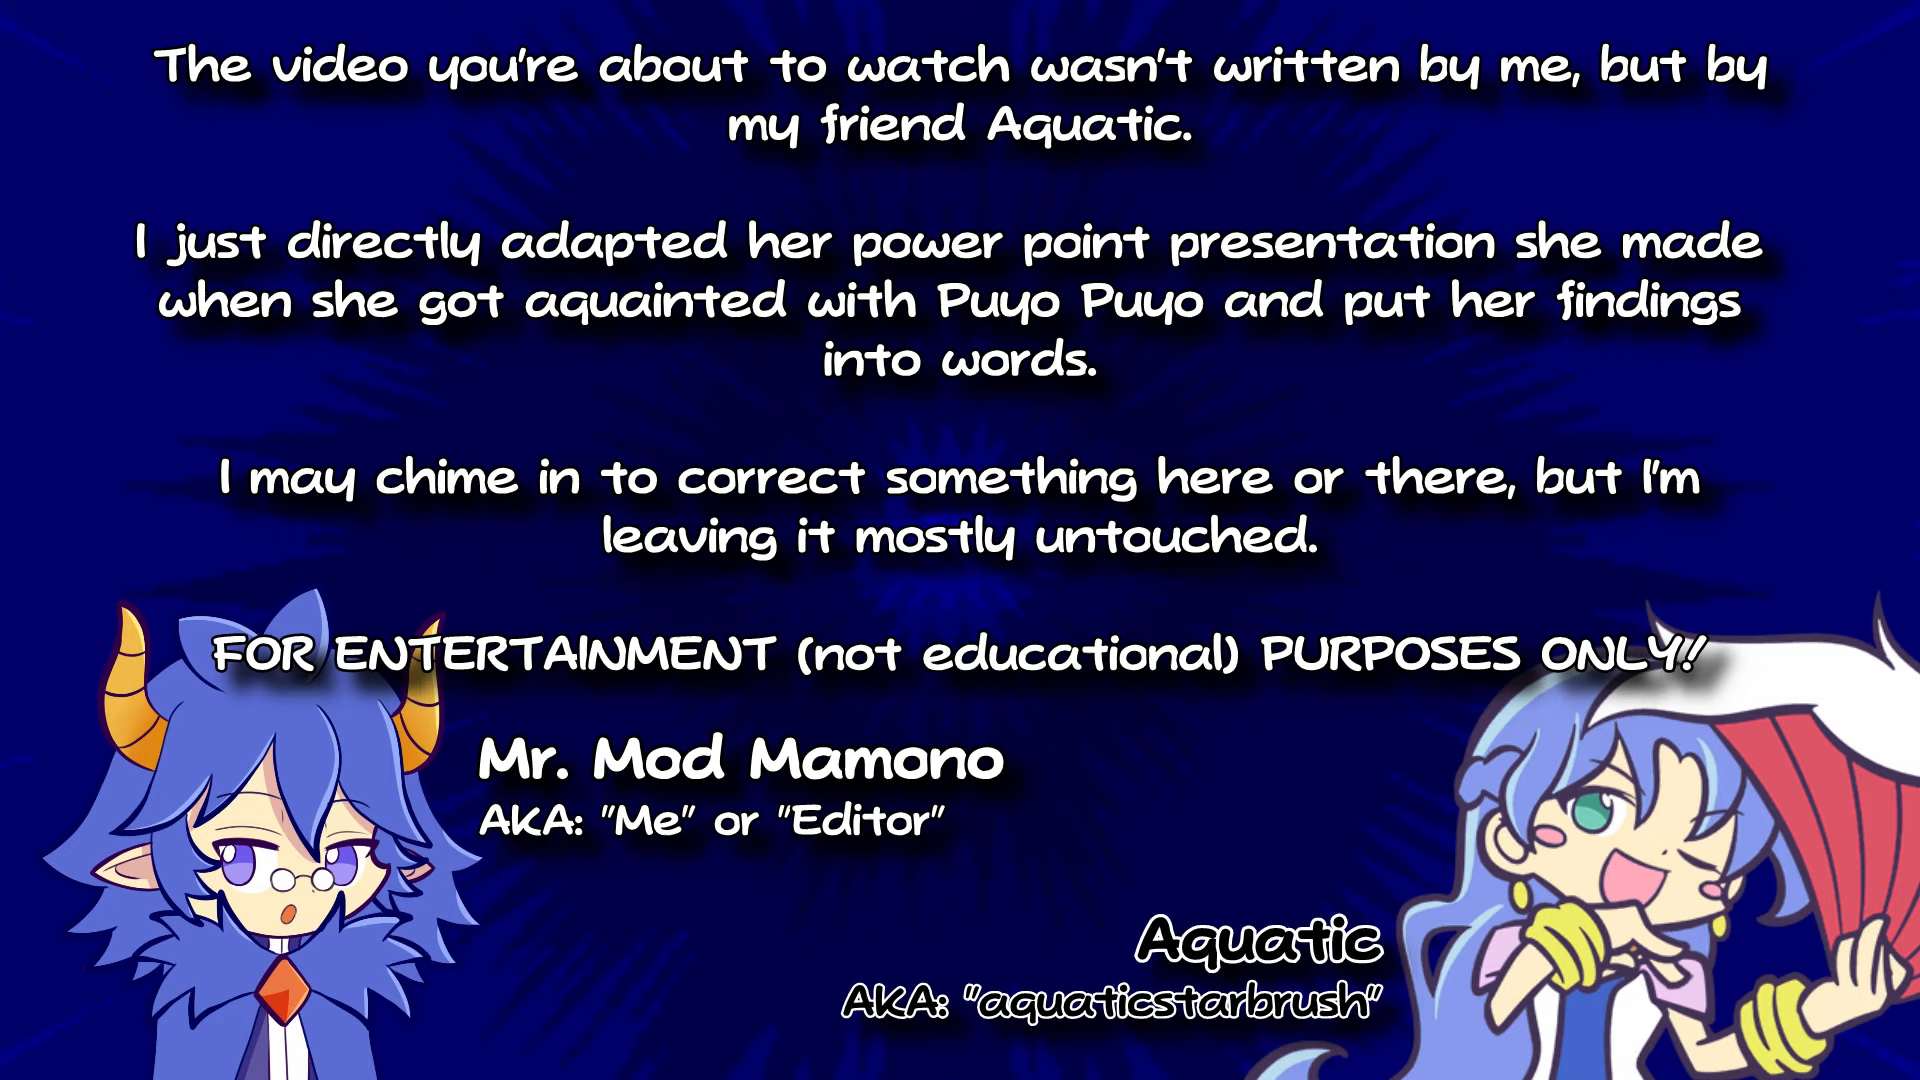 The video you're about to watch wasn't written by me, but by
my friend Aquatic.
I just directly adapted her power point presentation she made
when she got aquainted with Puyo Puyo and put her findings
into words.
I may chime in to correct something here or there, but I'm
leaving it mostly untouched.
FOR ENTERTAINMENT (not educational) PURPOSES ONLY!
Mr. Mod Mamono
AKA: "Me" or "Editor"
Aquatic
AKA: "aquaticstarbrush"